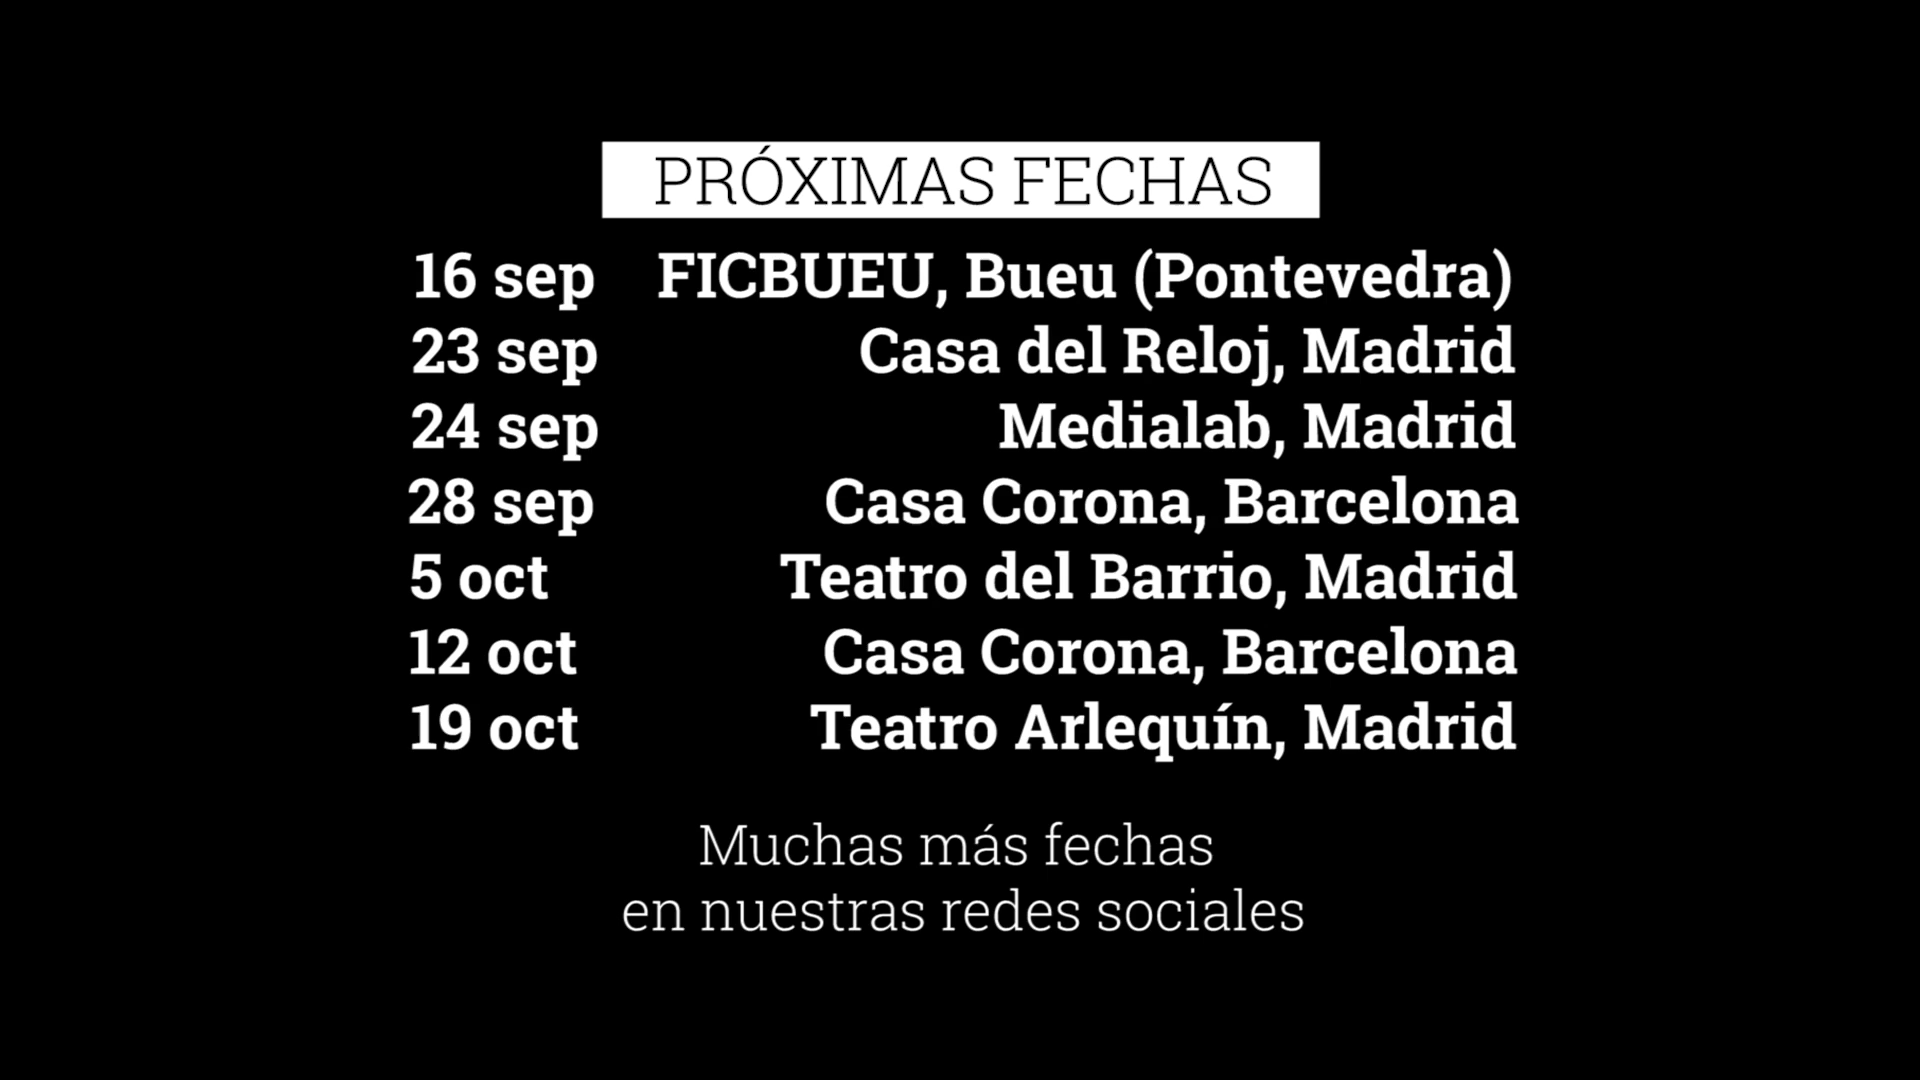 PRÓXIMAS FECHAS
16 sep FICBUEU, Bueu (Pontevedra)
23 sep Casa del Reloj, Madrid
24 sep Medialab, Madrid
28 sep Casa Corona, Barcelona
5 oct Teatro del Barrio, Madrid
12 oct Casa Corona, Barcelona
19 oct Teatro Arlequín, Madrid
Muchas más fechas
en nuestras redes sociales